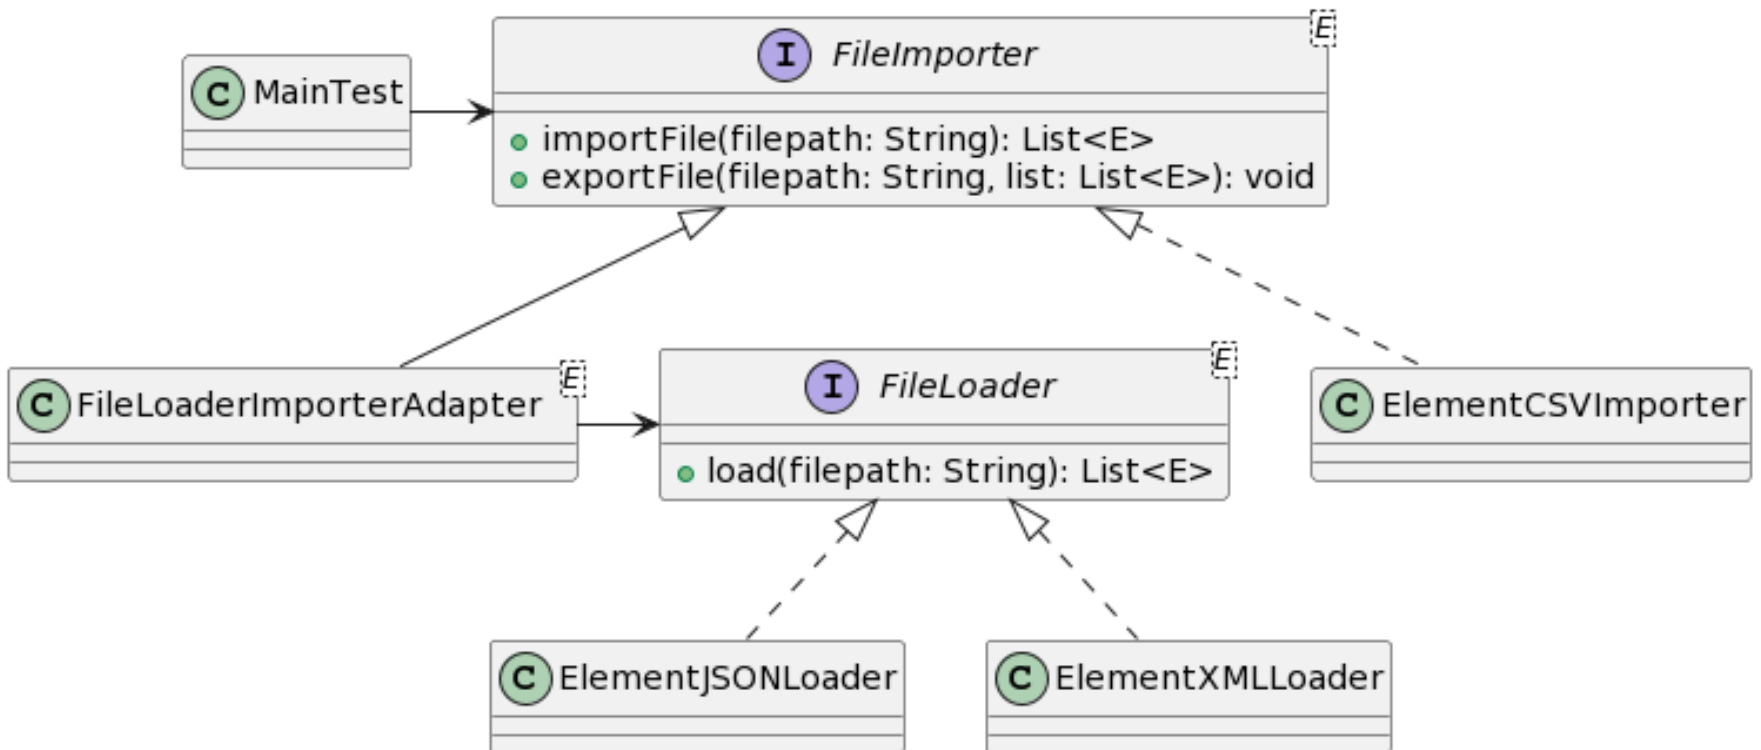 E
I FileImporter
C MainTest
importFile(filepath: String): List<E>
exportFile(filepath: String, list: List<E>): void
E
E
C FileLoaderImporterAdapter
I FileLoader
C ElementCSVImporter
load(filepath: String): List<E>
C ElementJSONLoader
C ElementXMLLoader